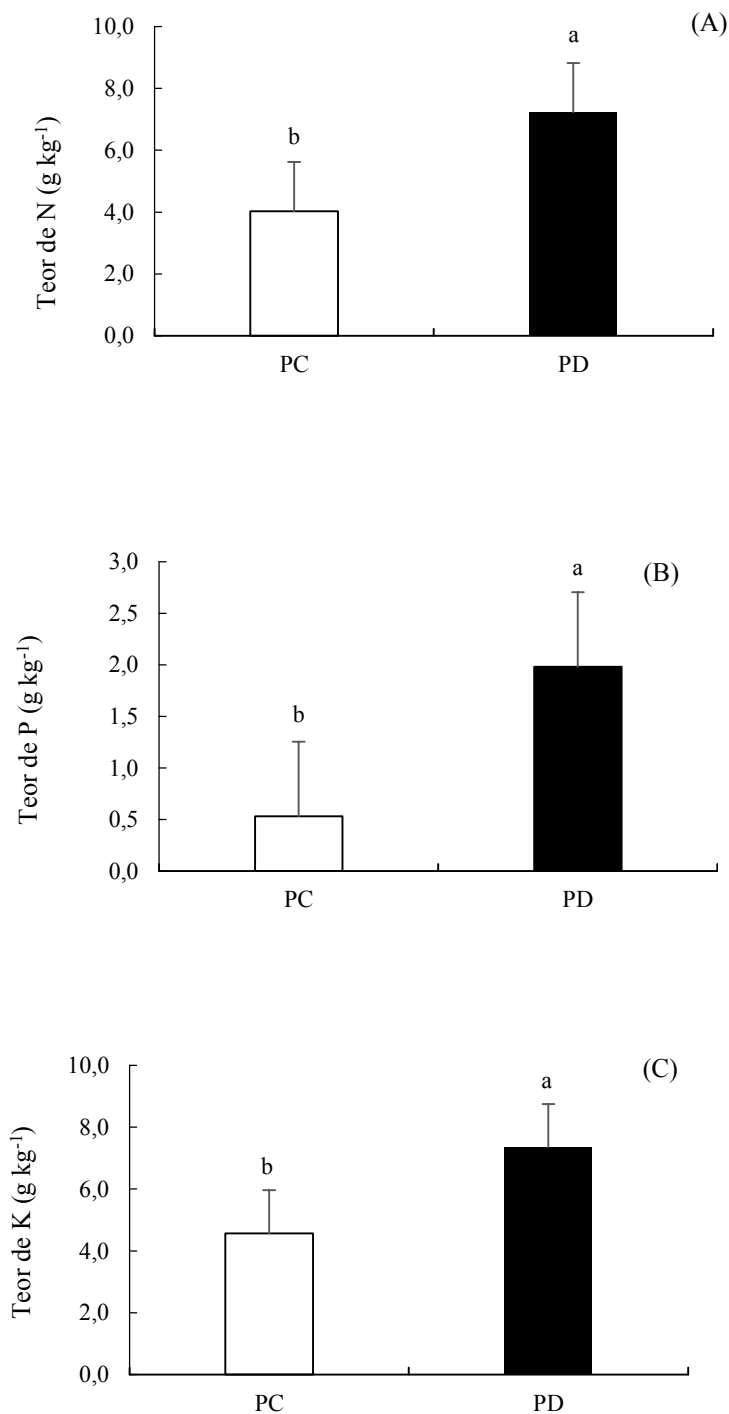 (A)
Teor de N (g kg-1)
10,0
8,0
6,0
4,0
2,0
0,0
b
a
PC
PD
(B)
Teor de P (g kg-1)
3,0
2,5
2,0
1,5
1,0
0,5
0,0
b
a
PC
PD
(C)
Teor de K (g kg-1)
10,0
8,0
6,0
4,0
2,0
0,0
b
a
PC
PD